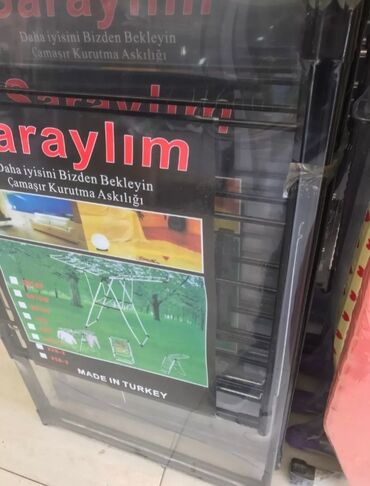 Saraylım
Daha iyisini Bizden Bekleyin
Çamaşır Kurutma Askılığı
Saraylım
araylım
Daha iyisini Bizden Bekleyin
Çamaşır Kurutma Askılığı
MADE IN TURKEY